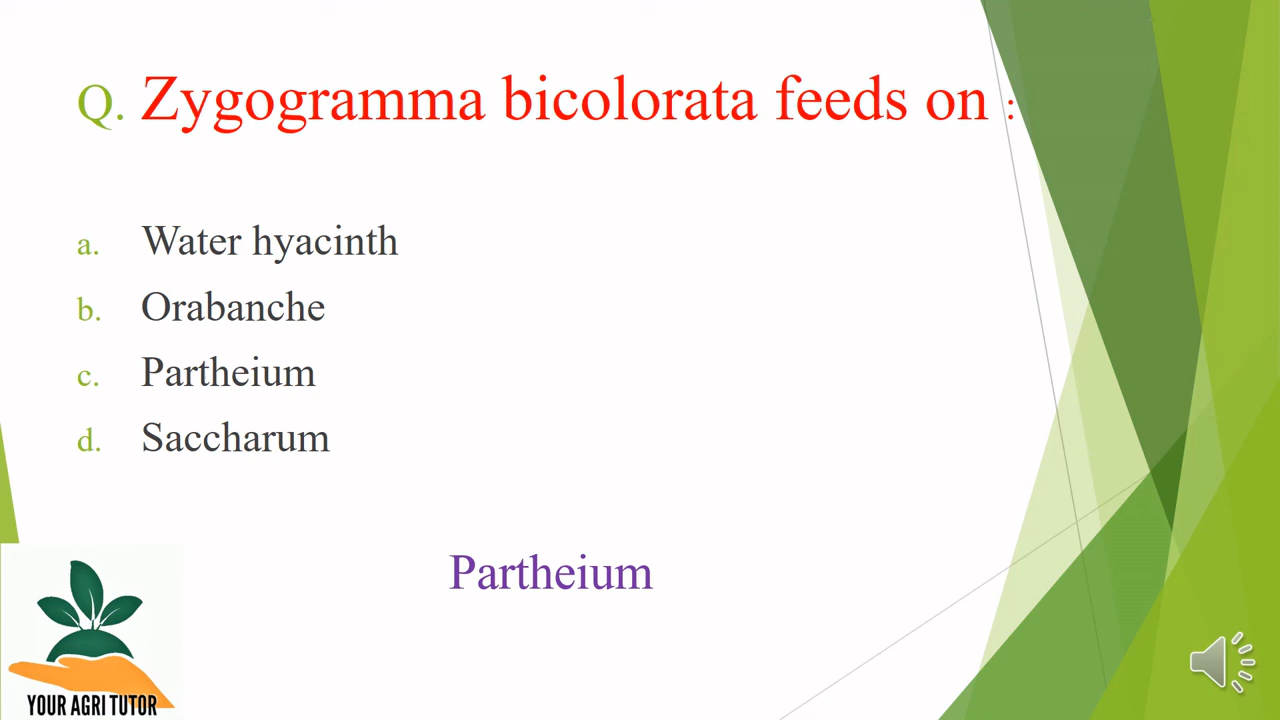 Q. Zygogramma bicolorata feeds on :
a. Water hyacinth
b. Orabanche
c. Partheium
d. Saccharum
Partheium
YOUR AGRI TUTOR